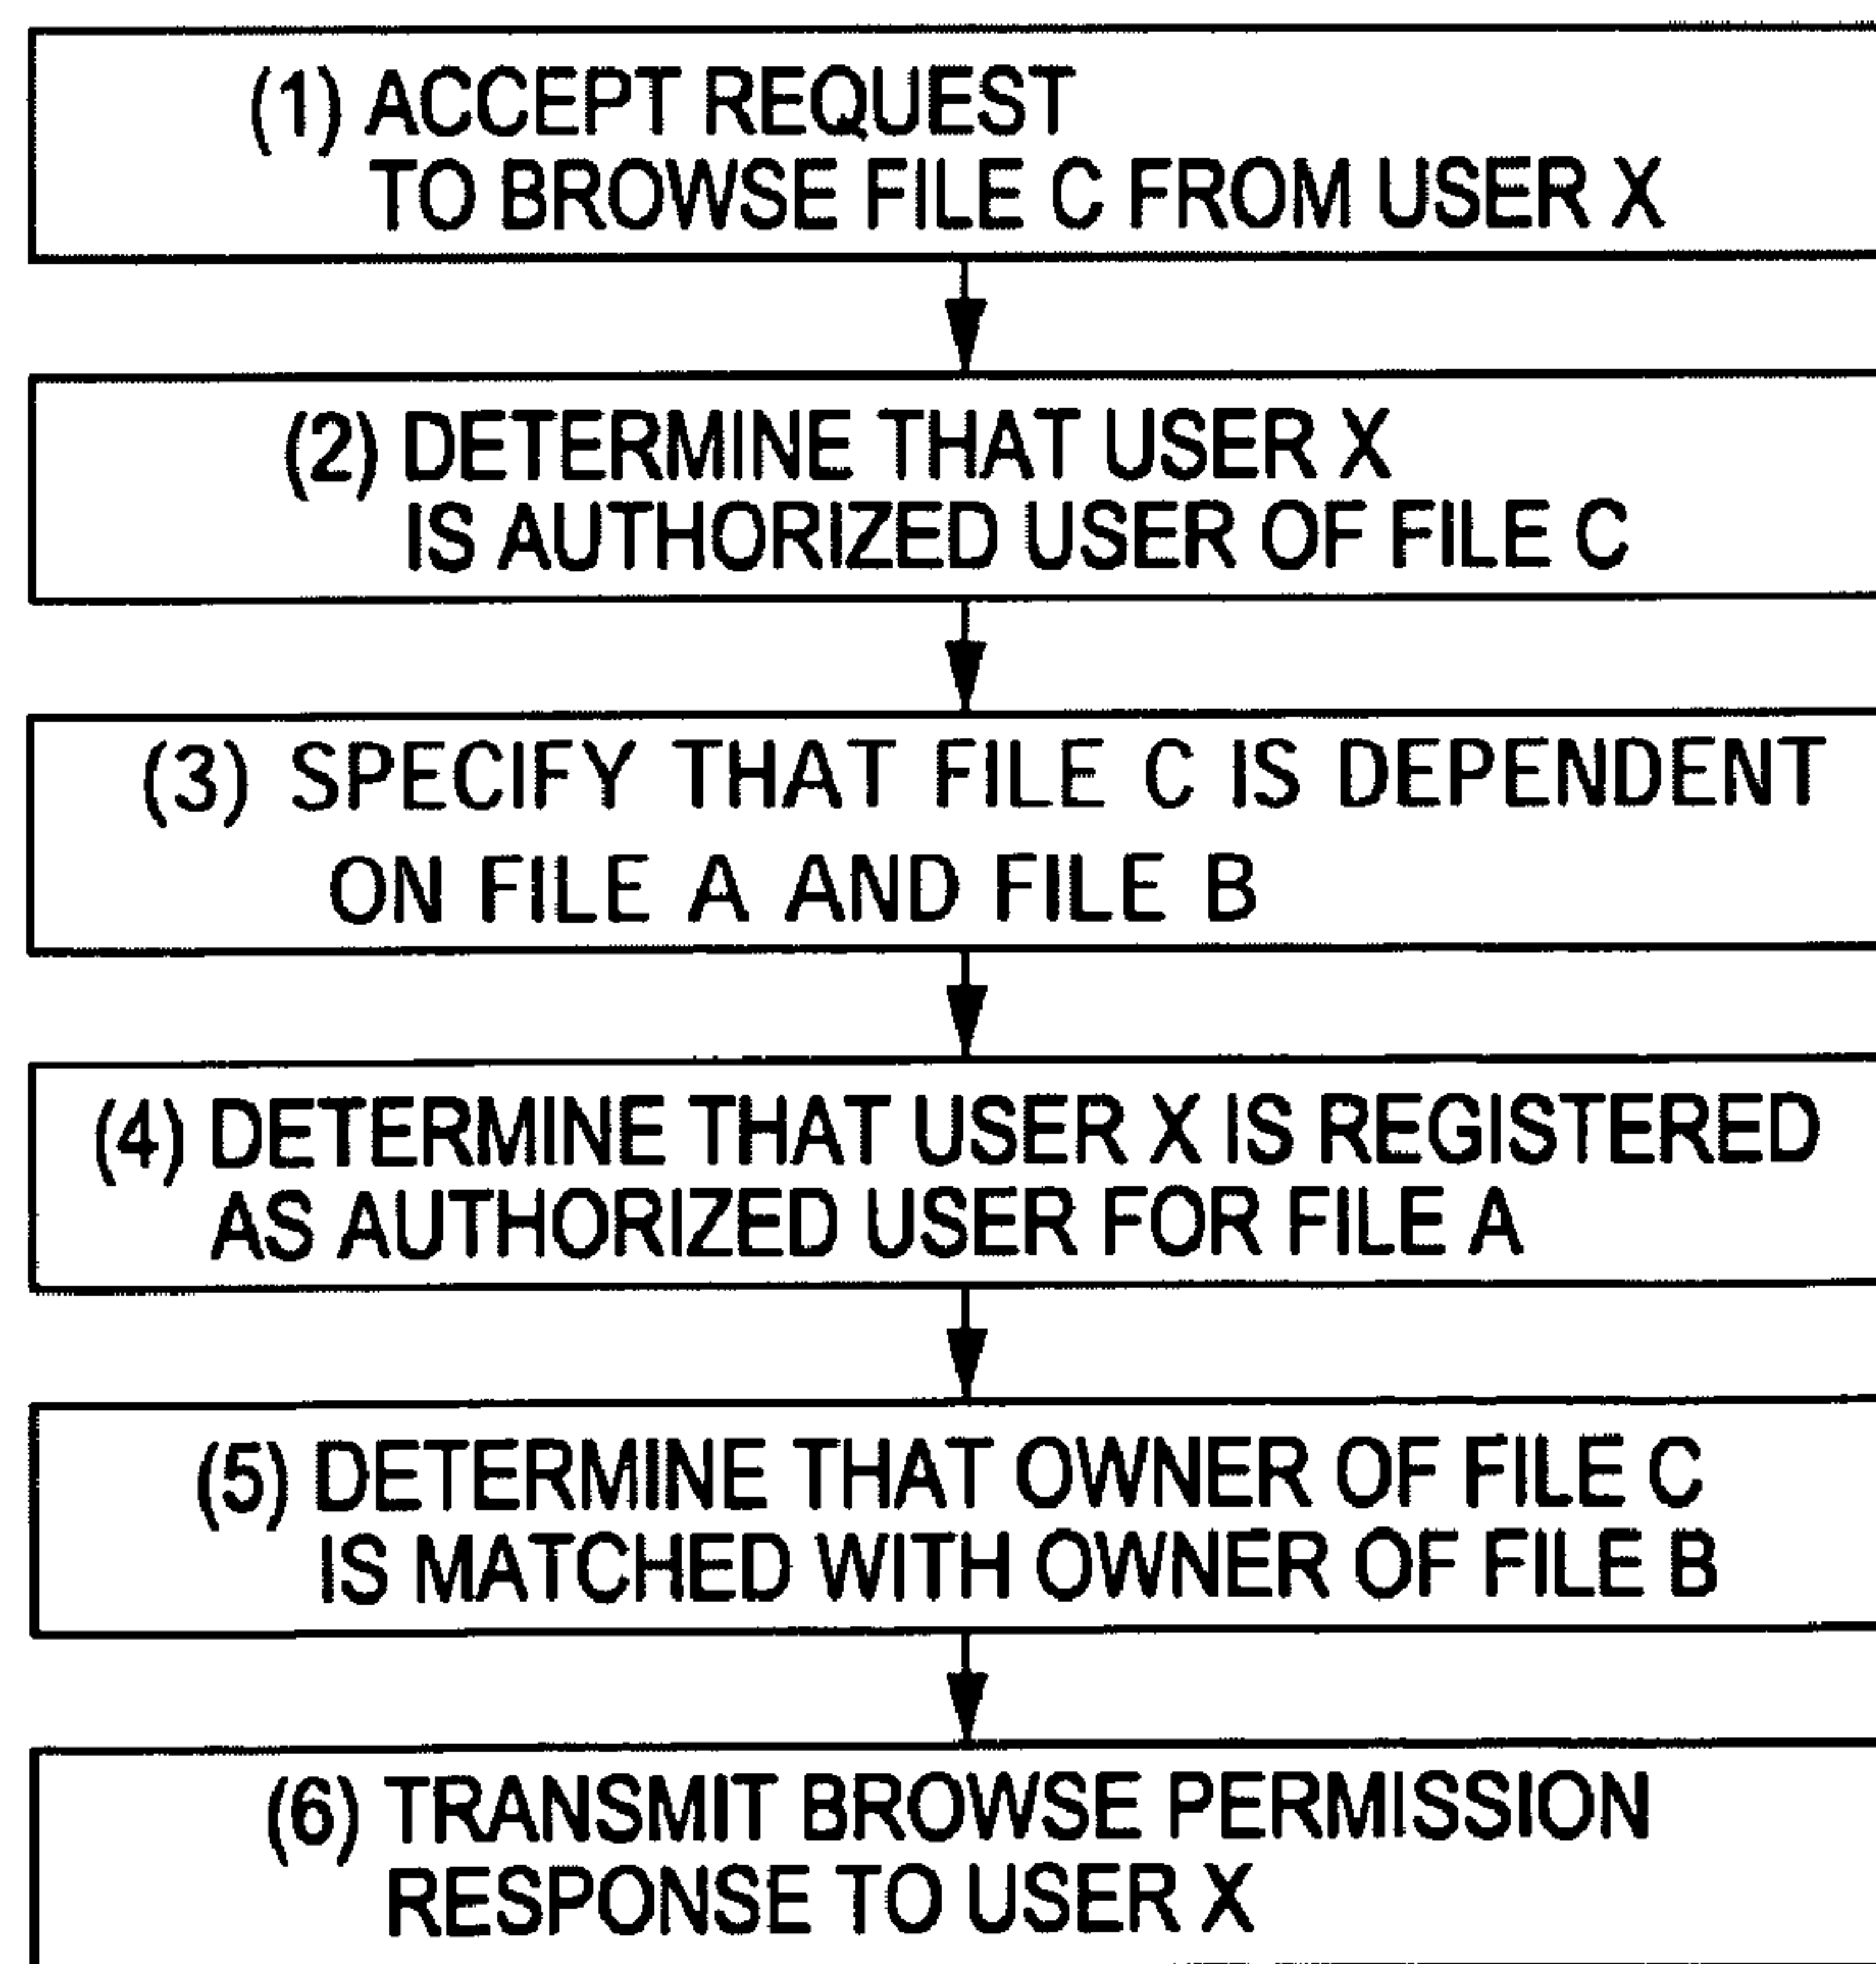 (1) ACCEPT REQUEST
TO BROWSE FILE C FROM USER X
(2) DETERMINE THAT USER X
IS AUTHORIZED USER OF FILE C
(3) SPECIFY THAT FILE C IS DEPENDENT
ON FILE A AND FILE B
(4) DETERMINE THAT USER X IS REGISTERED
AS AUTHORIZED USER FOR FILE A
(5) DETERMINE THAT OWNER OF FILE C
IS MATCHED WITH OWNER OF FILE B
(6) TRANSMIT BROWSE PERMISSION
RESPONSE TO USER X